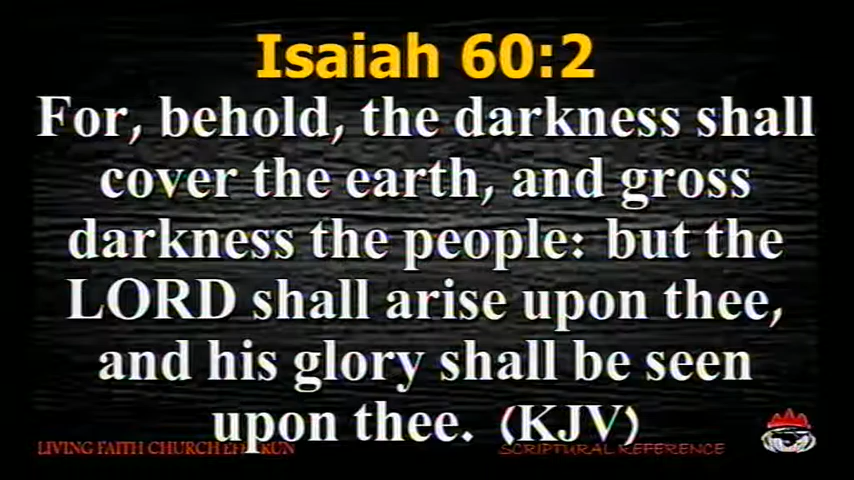 Isaiah 60:2
For, behold, the darkness shall
cover the earth, and gross
darkness the people: but the
LORD shall arise upon thee,
and his glory shall be seen
upon thee. (KJV)
LIVING FAITH CHURCH
SCRIPTURAL REFERENCE